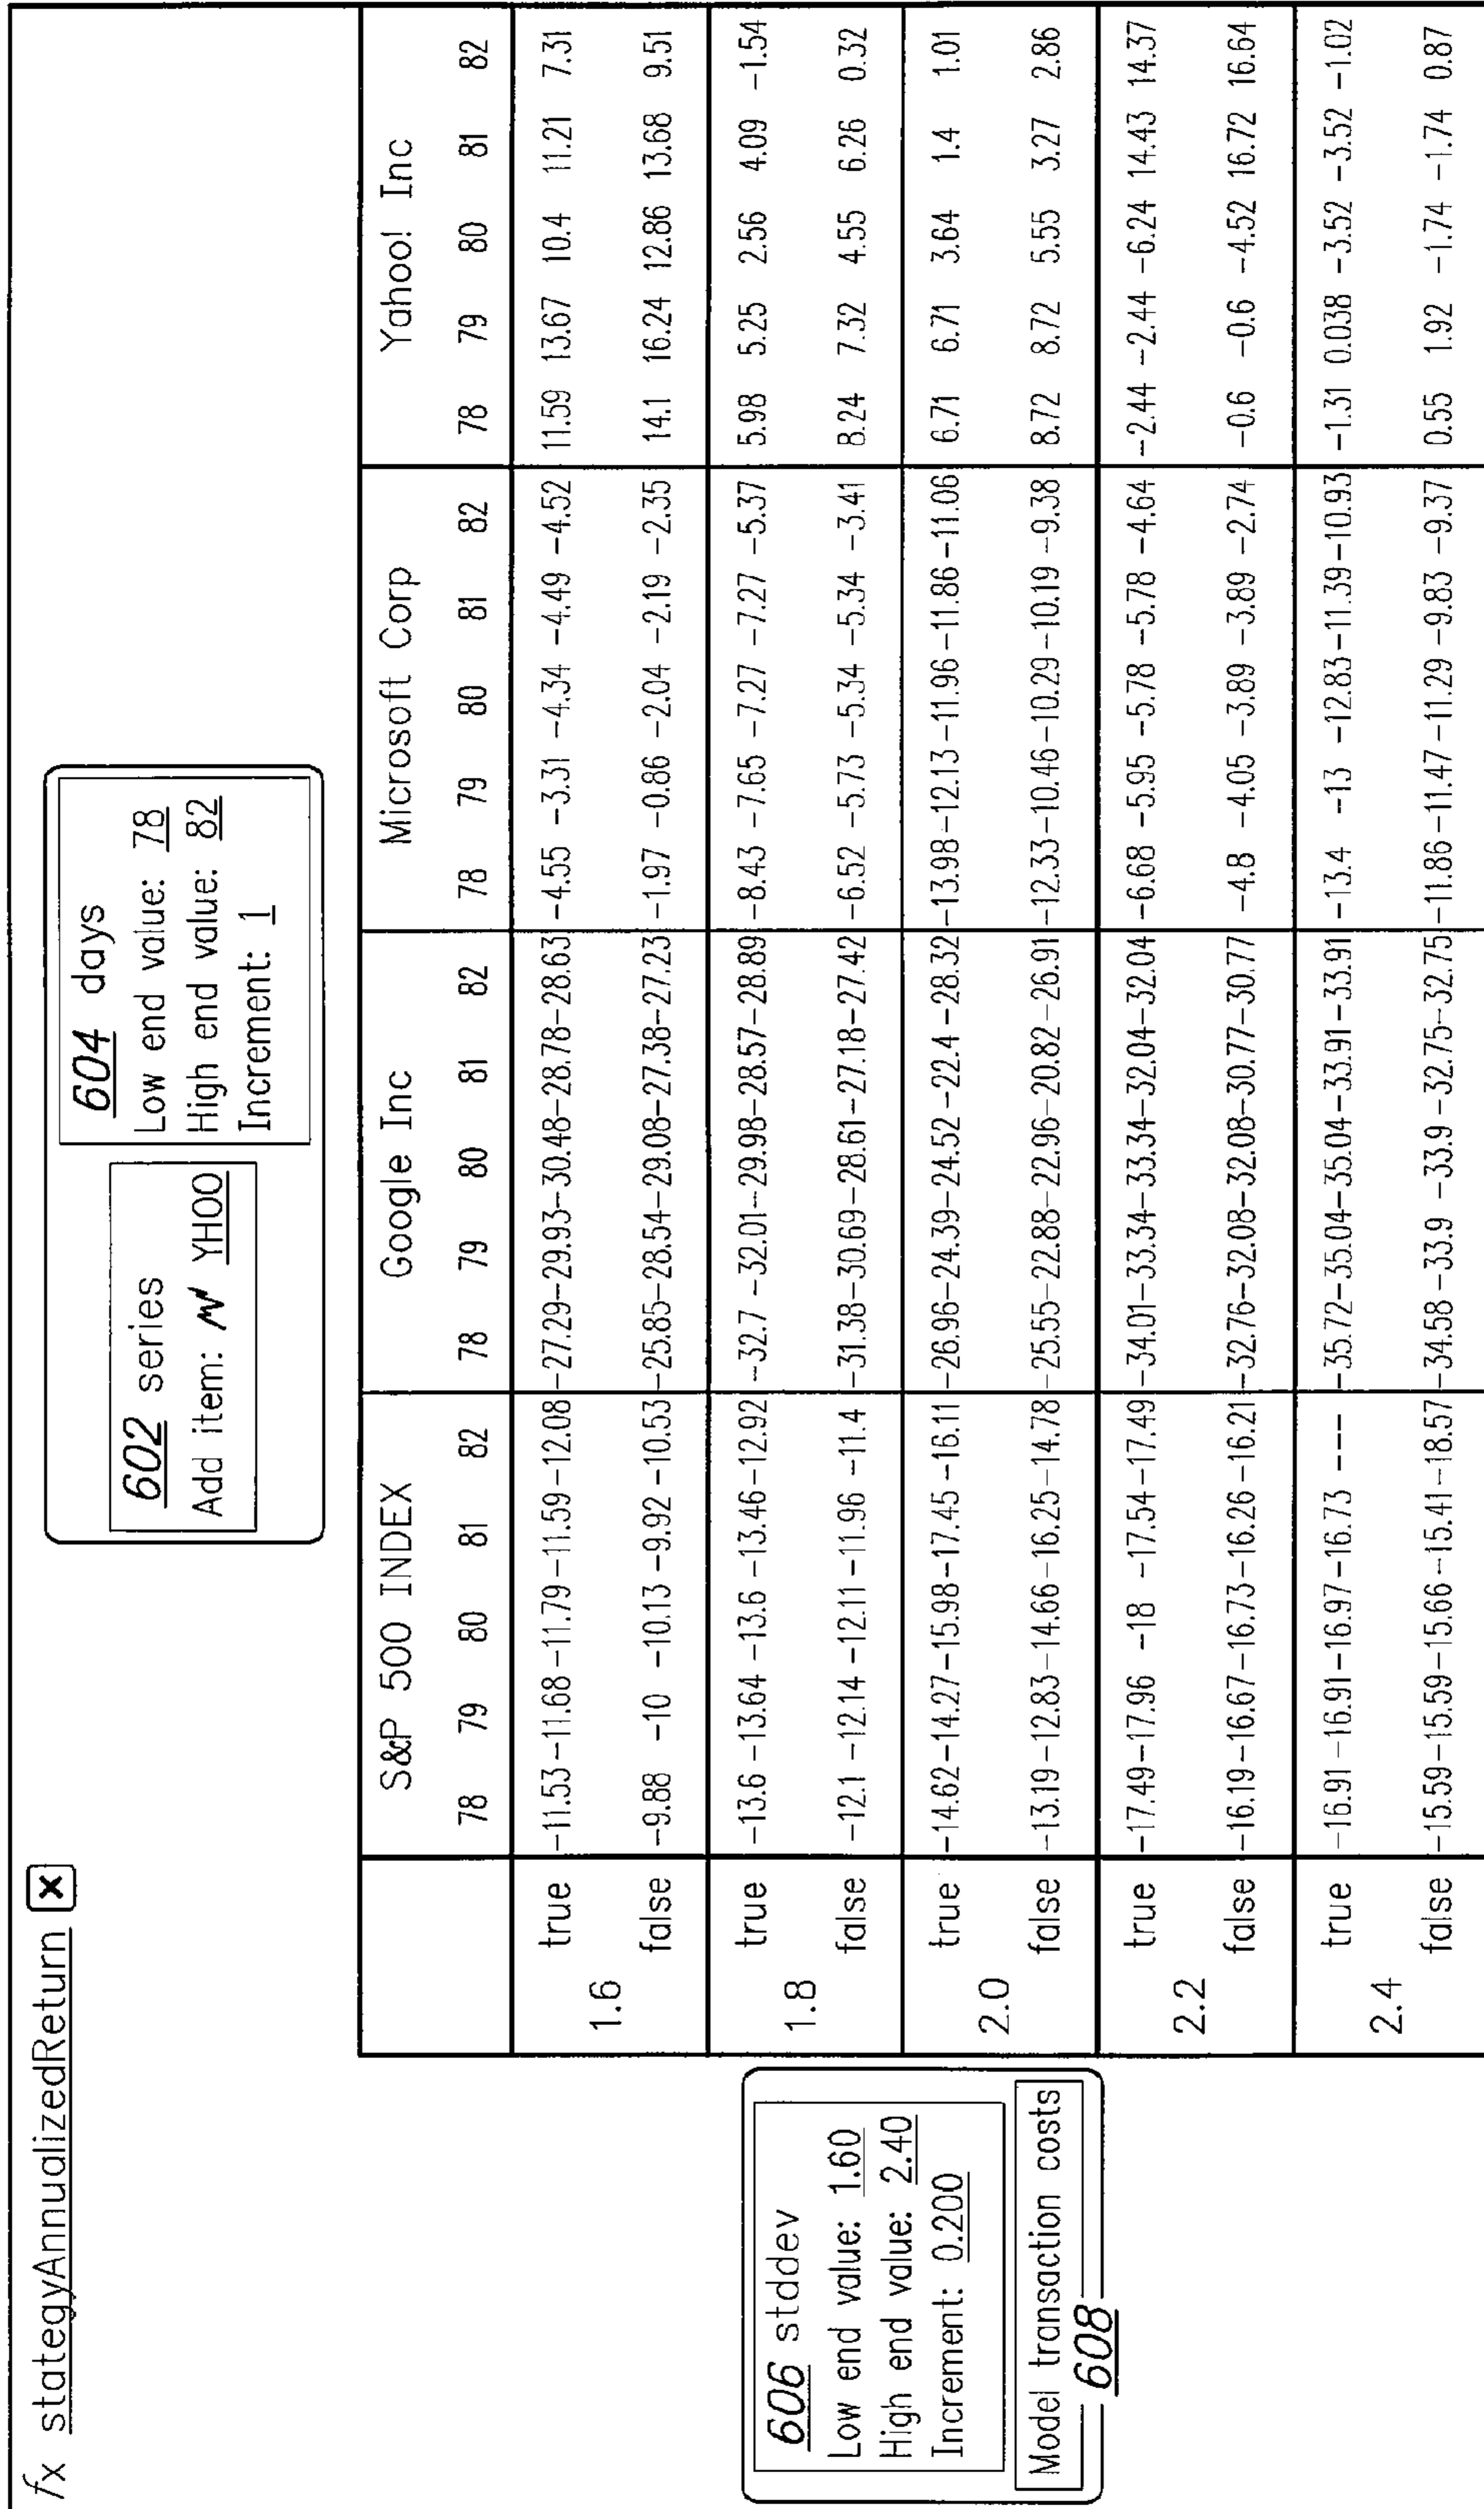 fx stategyAnnualizedReturn x
602 series
Add item: YHOO
604 days
Low end value: 78
High end value: 82
Increment: 1
606 stddev
Low end value: 1.60
High end value: 2.40
Increment: 0.200
Model transaction costs
608
S&P 500 INDEX Google Inc Microsoft Corp Yahoo! Inc
78 79 80 81 82 78 79 80 81 82 78 79 80 81 82 78 79 80 81 82
1.6 true -11.53 -11.68 -11.79 -11.59 -12.08 -27.29 -29.93 -30.48 -28.78 -28.63 -4.55 -3.31 -4.34 -4.49 -4.52 11.59 13.67 10.4 11.21 7.31
false -9.88 -10 -10.13 -9.92 -10.53 -25.85 -28.54 -29.08 -27.38 -27.23 -1.97 -0.86 -2.04 -2.19 -2.35 14.1 16.24 12.86 13.68 9.51
1.8 true -13.6 -13.64 -13.6 -13.46 -12.92 -32.7 -32.01 -29.98 -28.57 -28.89 -8.43 -7.65 -7.27 -7.27 -5.37 5.98 5.25 2.56 4.09 -1.54
false -12.1 -12.14 -12.11 -11.96 -11.4 -31.38 -30.69 -28.61 -27.18 -27.42 -6.52 -5.73 -5.34 -5.34 -3.41 8.24 7.32 4.55 6.26 0.32
2.0 true -14.62 -14.27 -15.98 -17.45 -16.11 -26.96 -24.39 -24.52 -22.4 -28.32 -13.98 -12.13 -11.96 -11.86 -11.06 6.71 6.71 3.64 1.4 1.01
false -13.19 -12.83 -14.66 -16.25 -14.78 -25.55 -22.88 -22.96 -20.82 -26.91 -12.33 -10.46 -10.29 -10.19 -9.38 8.72 8.72 5.55 3.27 2.86
2.2 true -17.49 -17.96 -18 -17.54 -17.49 -34.01 -33.34 -33.34 -32.04 -32.04 -6.68 -5.95 -5.78 -5.78 -4.64 -2.44 -2.44 -6.24 14.43 14.37
false -16.19 -16.67 -16.73 -16.26 -16.21 -32.76 -32.08 -32.08 -30.77 -30.77 -4.8 -4.05 -3.89 -3.89 -2.74 -0.6 -0.6 -4.52 16.72 16.64
2.4 true -16.91 -16.91 -16.97 -16.73 --- -35.72 -35.04 -35.04 -33.91 -33.91 -13.4 -13 -12.83 -11.39 -10.93 -1.31 0.038 -3.52 -3.52 -1.02
false -15.59 -15.59 -15.66 -15.41 -18.57 -34.58 -33.9 -33.9 -32.75 -32.75 -11.86 -11.47 -11.29 -9.83 -9.37 0.55 1.92 -1.74 -1.74 0.87